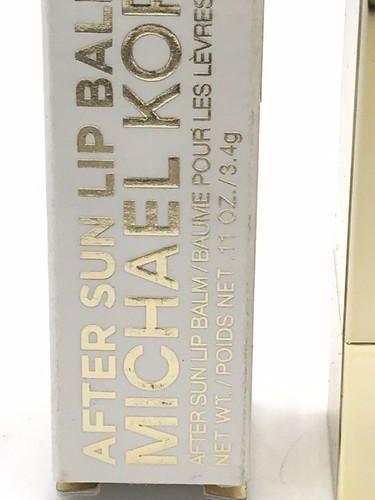 AFTER SUN LIP BAL
MICHAEL KOR
AFTER SUN LIP BALM / BAUME POUR LES LÈVRES
NET WT. / POIDS NET .11 OZ. / 3.4g